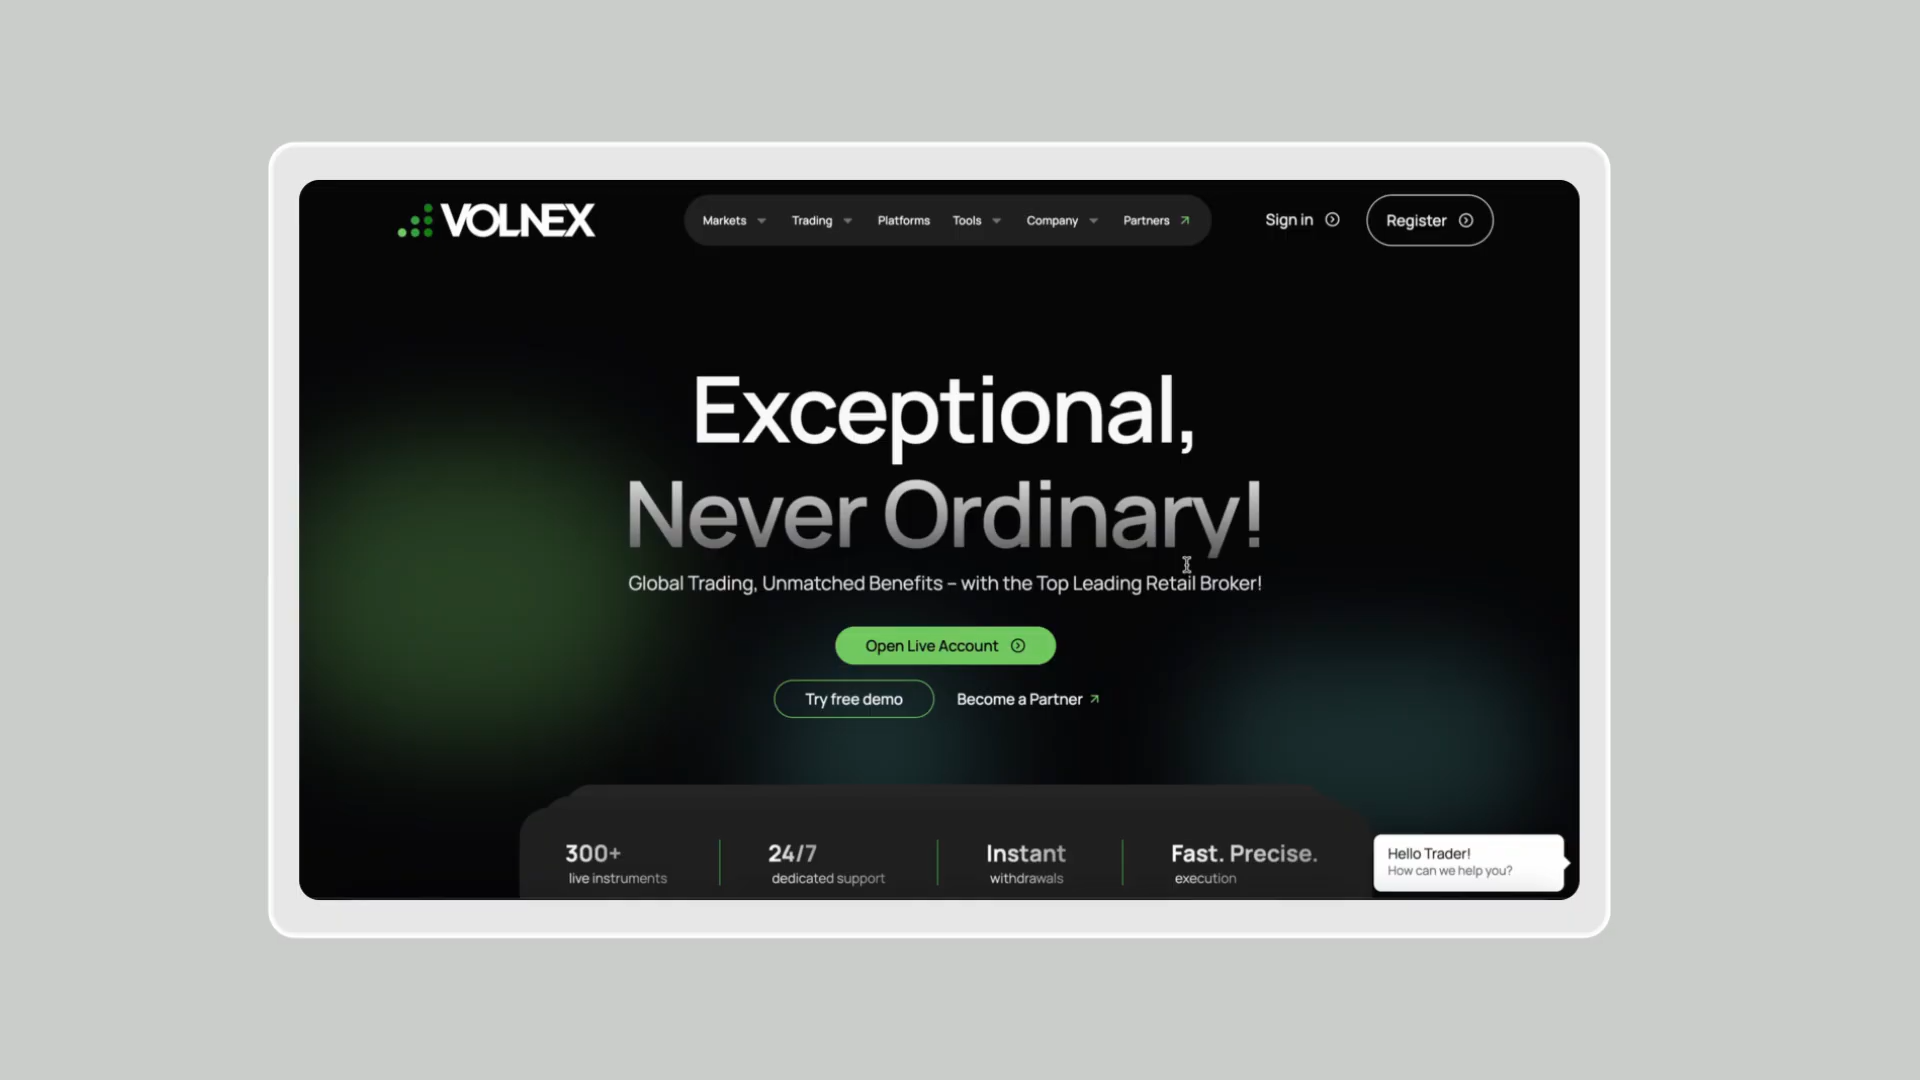 VOLNEX
Markets Trading Platforms Tools Company Partners
Sign in
Register
Exceptional,
Never Ordinary!
Global Trading, Unmatched Benefits – with the Top Leading Retail Broker!
Open Live Account
Try free demo
Become a Partner
300+
live instruments
24/7
dedicated support
Instant
withdrawals
Fast. Precise.
execution
Hello Trader!
How can we help you?